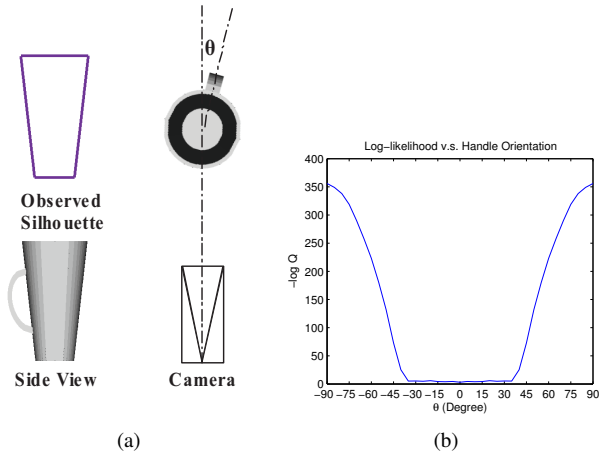 θ
Observed
Silhouette
Side View
Camera
(a)
Log−likelihood v.s. Handle Orientation
−log Q
400
350
300
250
200
150
100
50
0
−90 −75 −60 −45 −30 −15 0 15 30 45 60 75 90
θ (Degree)
(b)